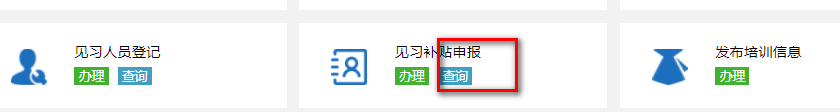 见习人员登记
办理 查询
见习补贴申报
办理 查询
发布培训信息
办理